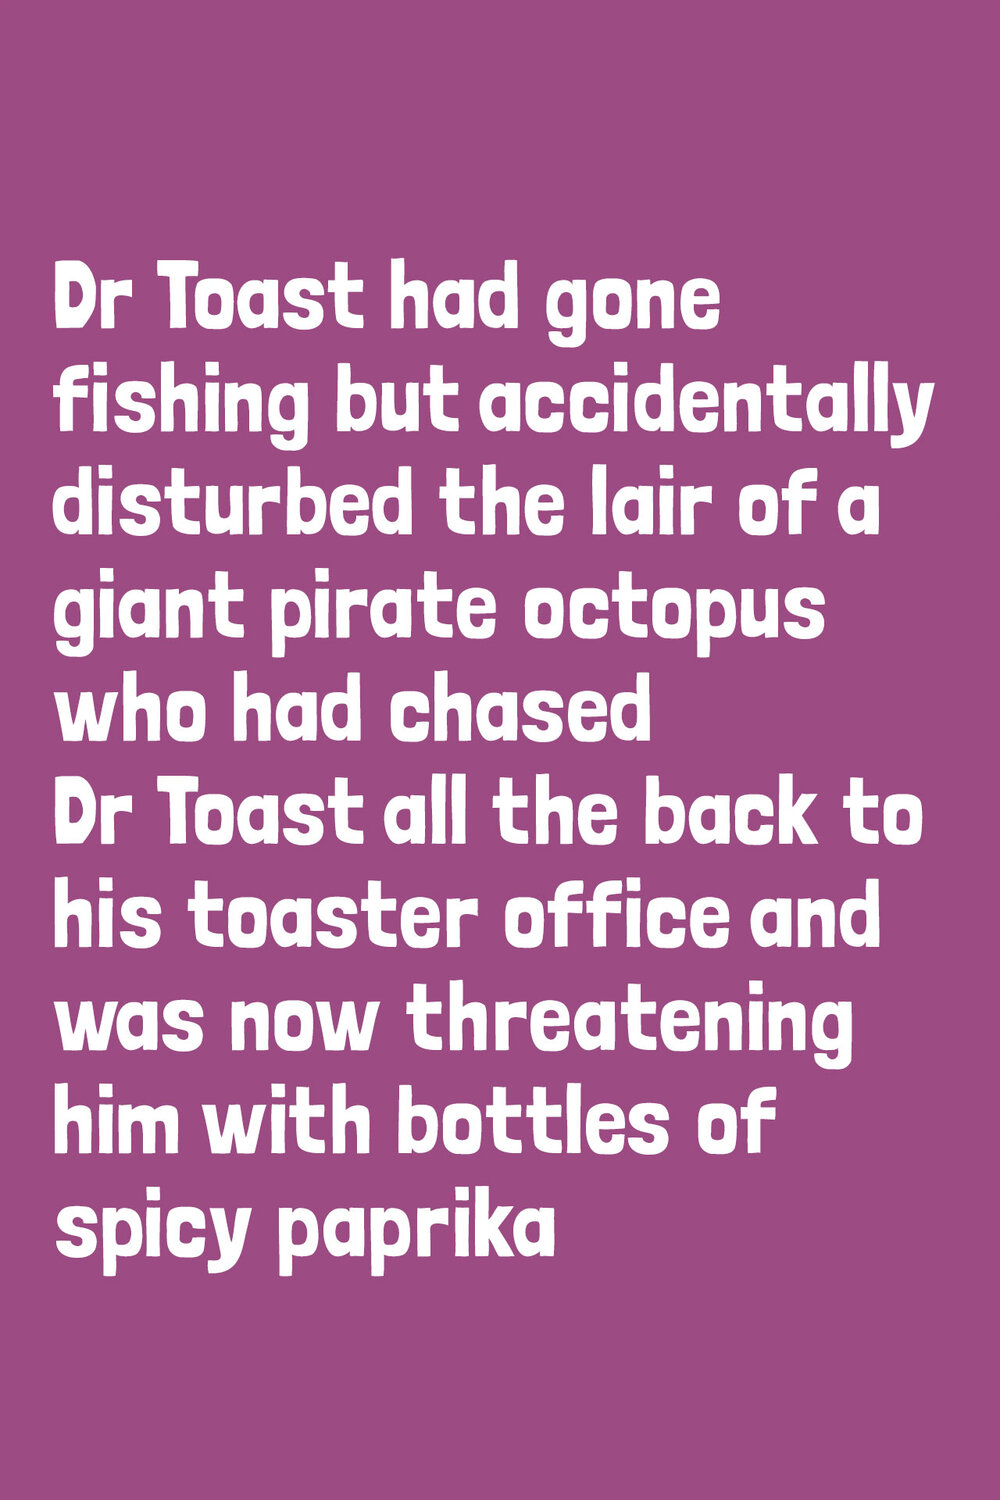 Dr Toast had gone
fishing but accidentally
disturbed the lair of a
giant pirate octopus
who had chased
Dr Toast all the back to
his toaster office and
was now threatening
him with bottles of
spicy paprika